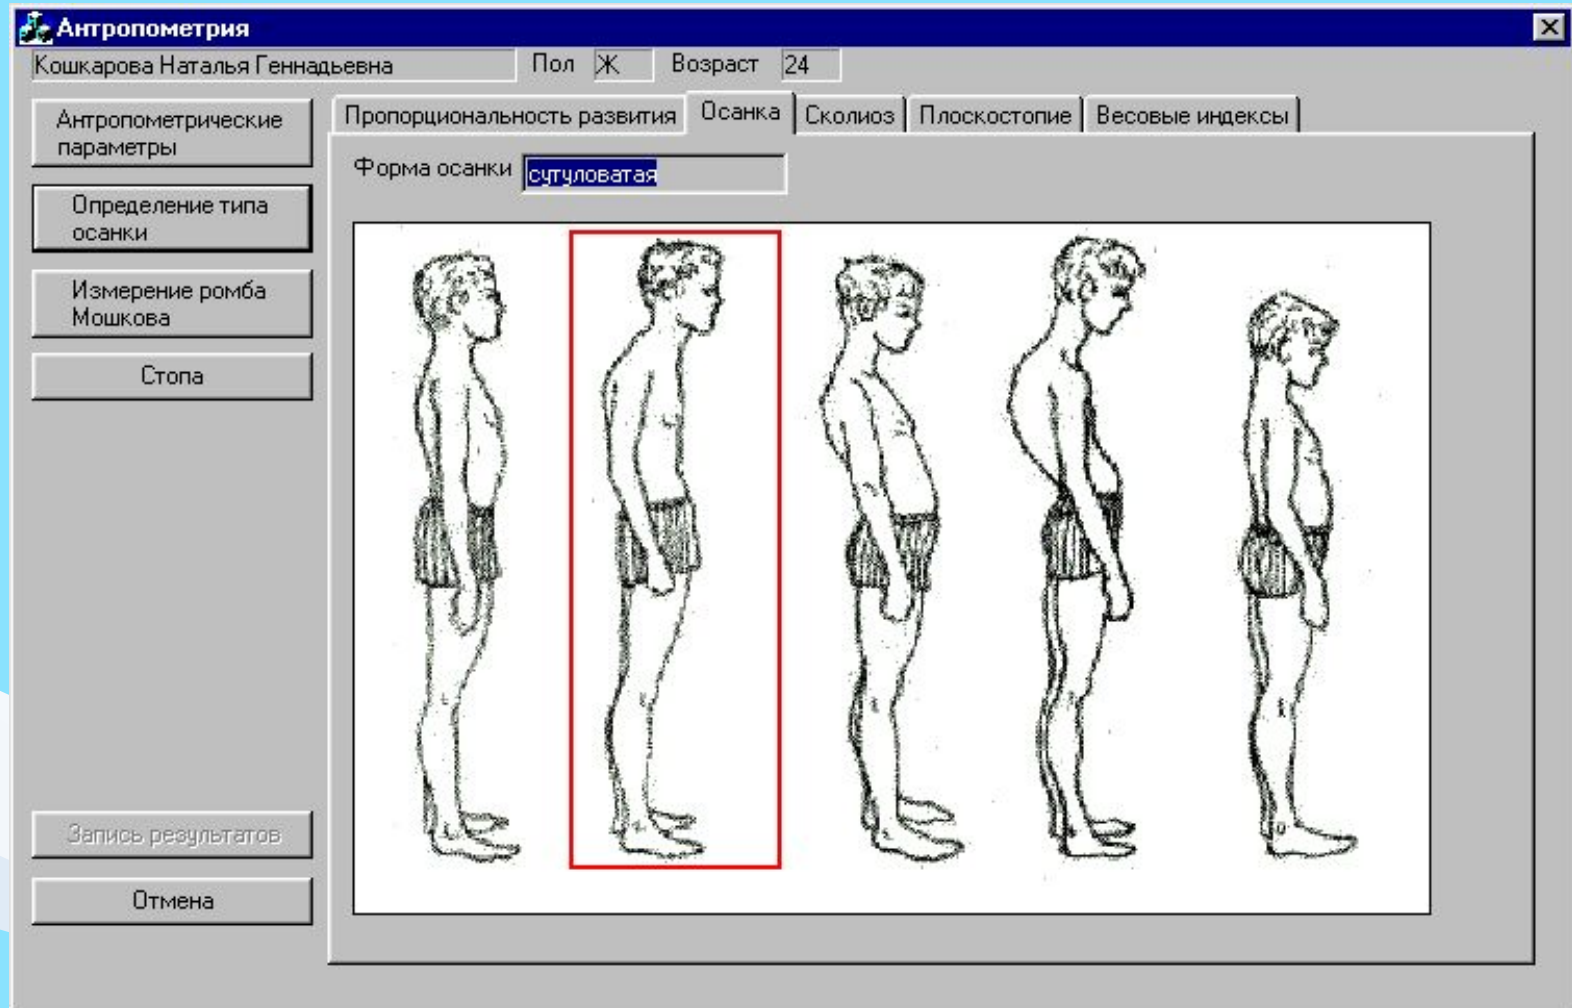 Антропометрия
Кошкарова Наталья Геннадьевна Пол Ж Возраст 24
Антропометрические
параметры
Определение типа
осанки
Измерение ромба
Мошкова
Стопа
Запись результатов
Отмена
Пропорциональность развития Осанка Сколиоз Плоскостопие Весовые индексы
Форма осанки сутуловатая